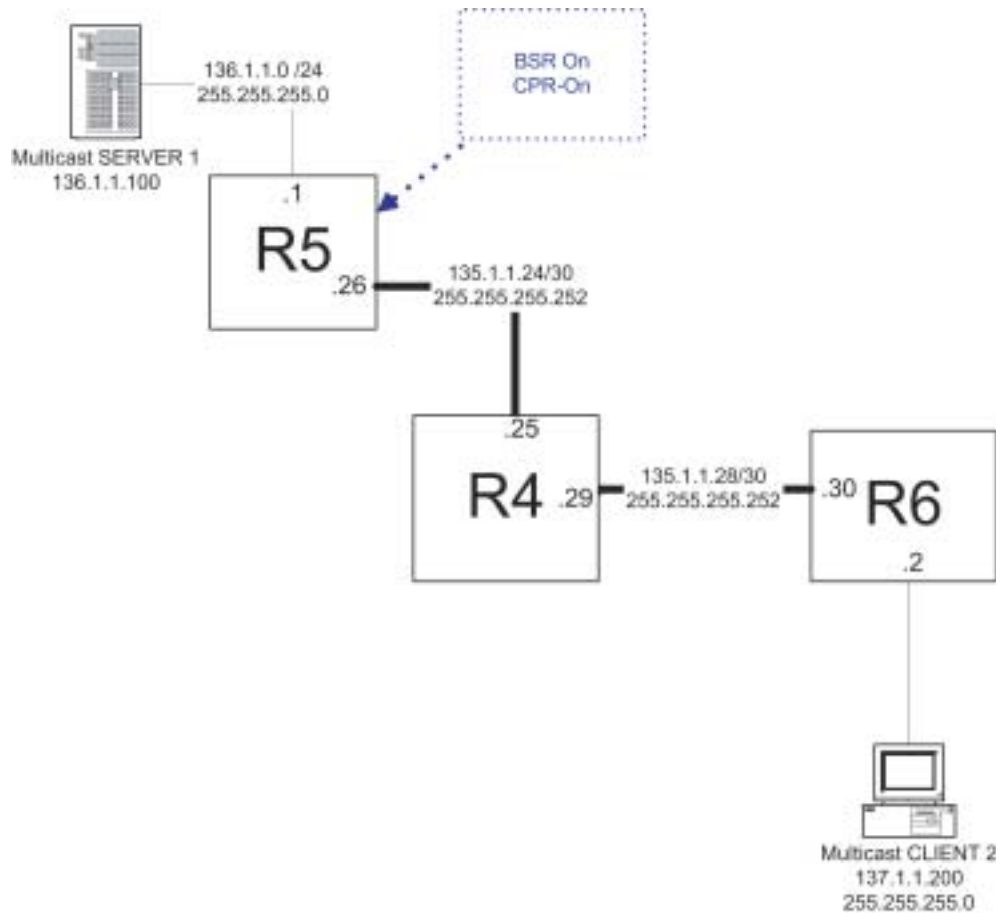 136.1.1.0 /24
255.255.255.0
BSR On
CPR-On
Multicast SERVER 1
136.1.1.100
.1
R5
.26
135.1.1.24/30
255.255.255.252
.25
R4
.29
135.1.1.28/30
255.255.255.252
.30
R6
.2
Multicast CLIENT 2
137.1.1.200
255.255.255.0